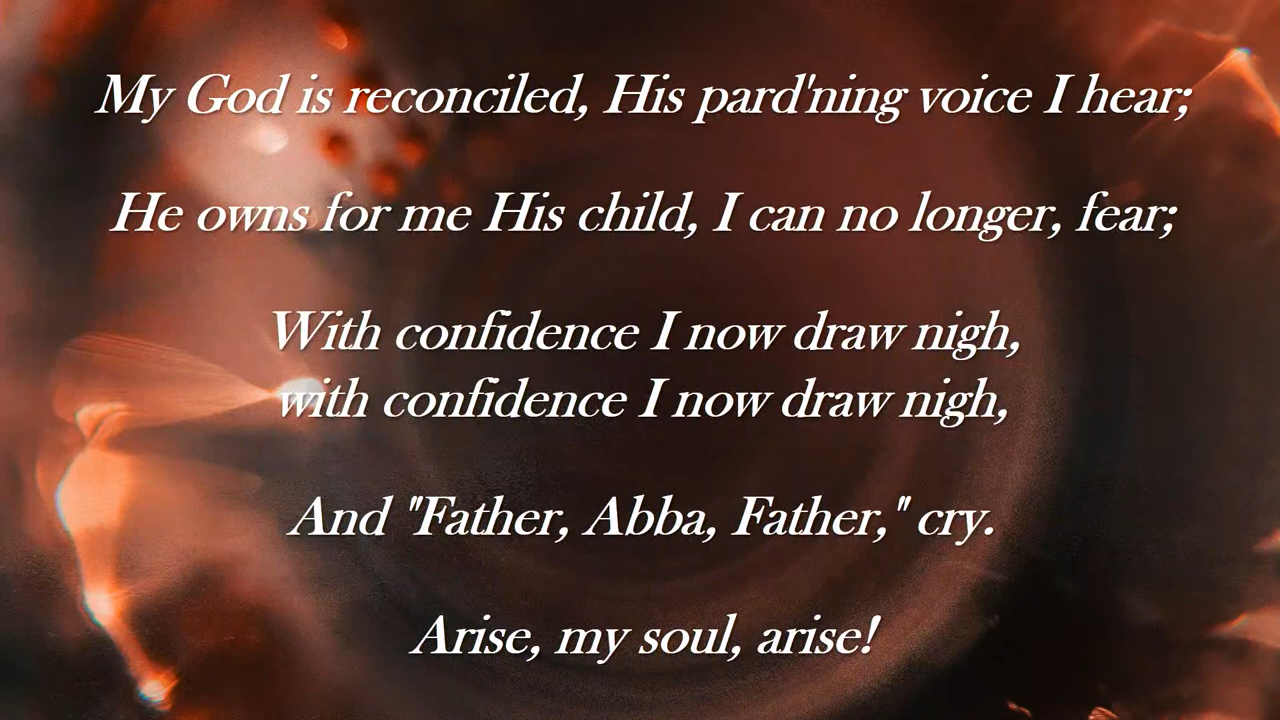 My God is reconciled, His pard'ning voice I hear;
He owns for me His child, I can no longer, fear;
With confidence I now draw nigh,
with confidence I now draw nigh,
And "Father, Abba, Father," cry.
Arise, my soul, arise!